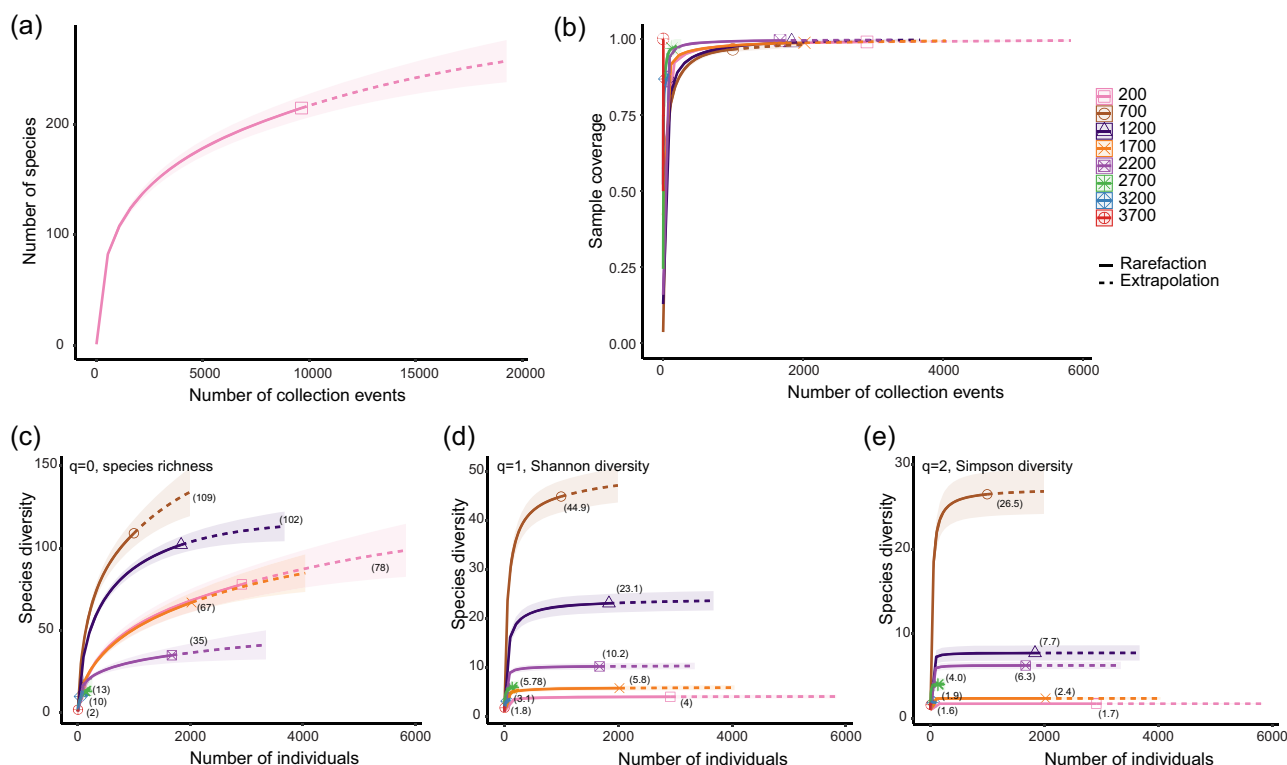 (a)
Number of species
200
100
0
0 5000 10000 15000 20000
Number of collection events
(b)
Sample coverage
1.00
0.75
0.50
0.25
0.00
0 2000 4000 6000
Number of collection events
200
700
1200
1700
2200
2700
3200
3700
Rarefaction
Extrapolation
(c)
q=0, species richness
Species diversity
150
100
50
0
(109)
(102)
(78)
(67)
(35)
(13)
(10)
(2)
0 2000 4000 6000
Number of individuals
(d)
q=1, Shannon diversity
Species diversity
50
40
30
20
10
0
(44.9)
(23.1)
(10.2)
(5.78)
(5.8)
(3.1)
(4)
(1.8)
0 2000 4000 6000
Number of individuals
(e)
q=2, Simpson diversity
Species diversity
30
20
10
0
(26.5)
(7.7)
(6.3)
(4.0)
(2.4)
(1.9)
(1.6)
(1.7)
0 2000 4000 6000
Number of individuals